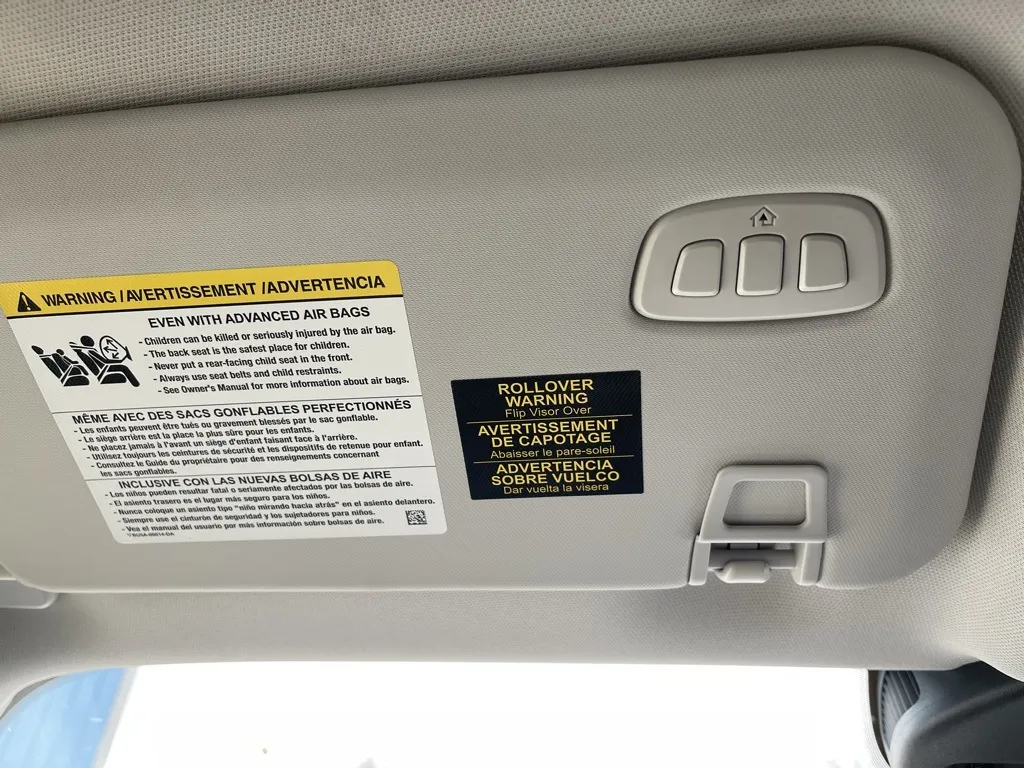 WARNING / AVERTISSEMENT / ADVERTENCIA
EVEN WITH ADVANCED AIR BAGS
- Children can be killed or seriously injured by the air bag.
- The back seat is the safest place for children.
- Never put a rear-facing child seat in the front.
- Always use seat belts and child restraints.
- See Owner's Manual for more information about air bags.
MÊME AVEC DES SACS GONFLABLES PERFECTIONNÉS
- Les enfants peuvent être tués ou gravement blessés par le sac gonflable.
- Le siège arrière est la place la plus sûre pour les enfants.
- Ne placez jamais à l'avant un siège d'enfant faisant face à l'arrière.
- Utilisez toujours les ceintures de sécurité et les dispositifs de retenue pour enfant.
- Consultez le Guide du propriétaire pour des renseignements concernant
les sacs gonflables.
INCLUSIVE CON LAS NUEVAS BOLSAS DE AIRE
- Los niños pueden resultar fatal o seriamente afectados por las bolsas de aire.
- El asiento trasero es el lugar más seguro para los niños.
- Nunca coloque un asiento tipo "niño mirando hacia atrás" en el asiento delantero.
- Siempre use el cinturón de seguridad y los sujetadores para niños.
- Vea el manual del usuario por más información sobre bolsas de aire.
ROLLOVER
WARNING
Flip Visor Over
AVERTISSEMENT
DE CAPOTAGE
Abaisser le pare-soleil
ADVERTENCIA
SOBRE VUELCO
Dar vuelta la visera